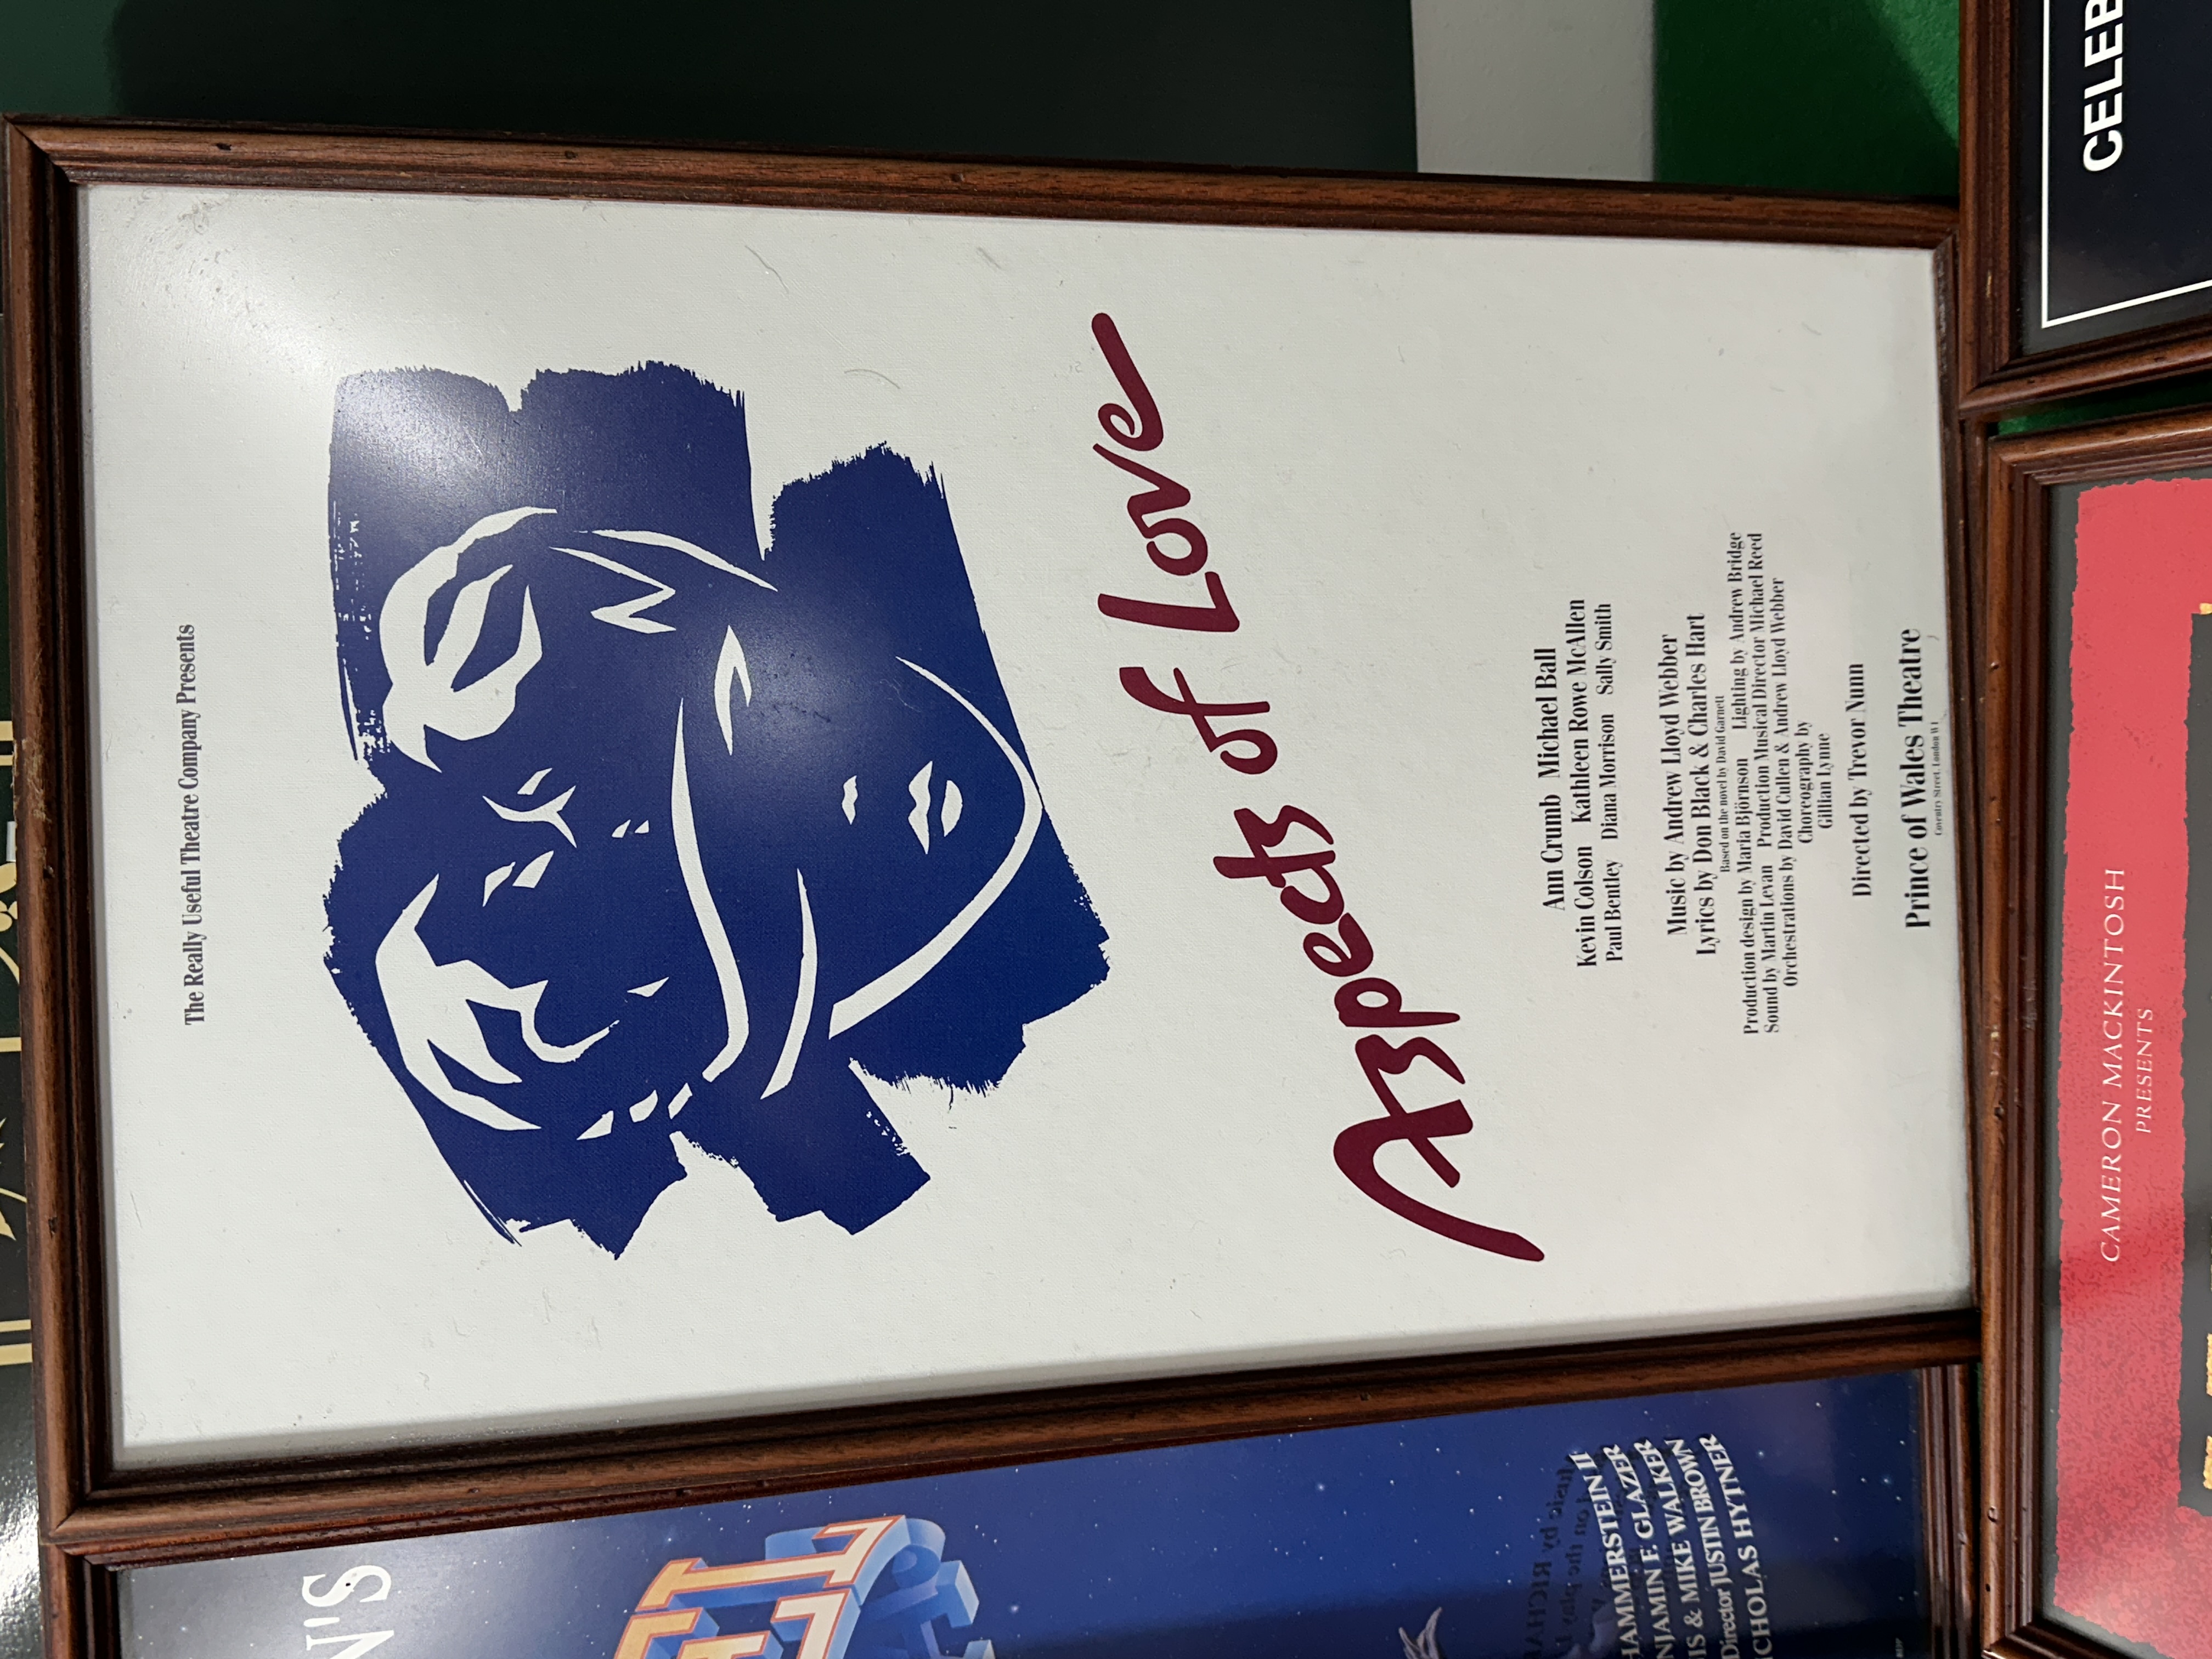 The Really Useful Theatre Company Presents
Aspects of Love
Ann Crumb Michael Ball
Kevin Colson Kathleen Rowe McAllen
Paul Bentley Diana Morrison Sally Smith
Music by Andrew Lloyd Webber
Lyrics by Don Black & Charles Hart
Based on the novel by David Garnett
Production design by Maria Björnson Lighting by Andrew Bridge
Sound by Martin Levan Production Musical Director Michael Reed
Orchestrations by David Cullen & Andrew Lloyd Webber
Choreography by
Gillian Lynne
Directed by Trevor Nunn
Prince of Wales Theatre
Coventry Street, London W1
N'S
EL
HAMMERSTEIN II
NJAMIN F. GLAZER
IS & MIKE WALKER
Director JUSTIN BROWN
ICHOLAS HYTNER
CELEB
CAMERON MACKINTOSH
PRESENTS